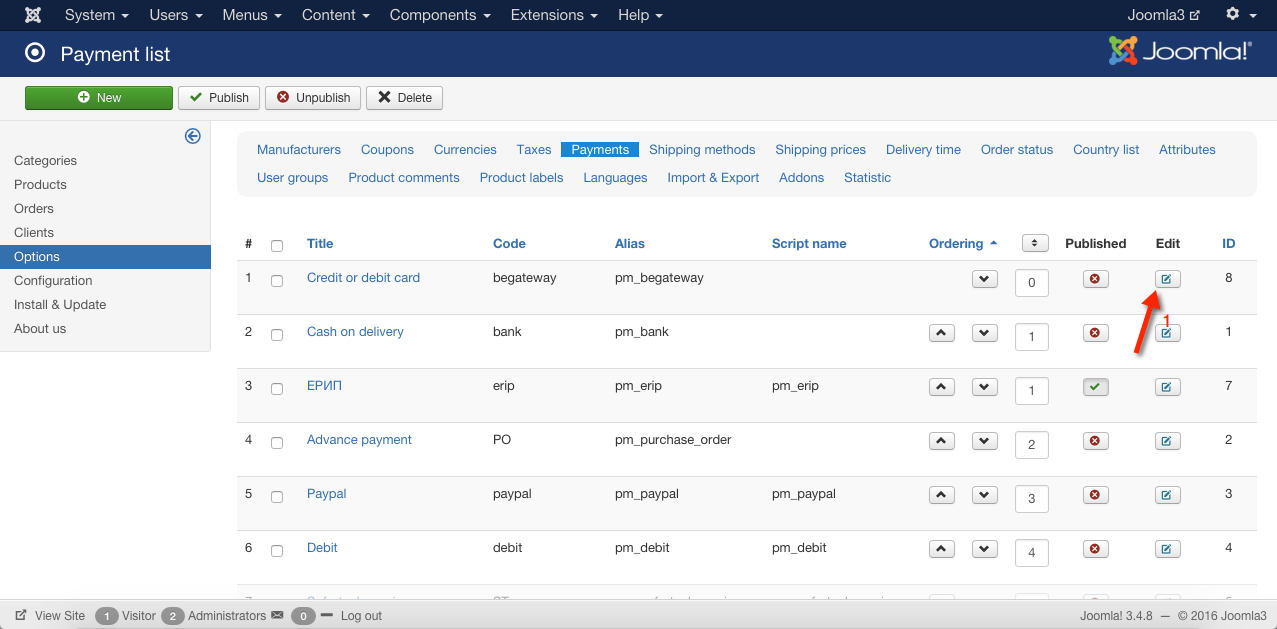 System Users Menus Content Components Extensions Help Joomla3
Payment list Joomla!®
New Publish Unpublish Delete
Categories
Products
Orders
Clients
Options
Configuration
Install & Update
About us
Manufacturers Coupons Currencies Taxes Payments Shipping methods Shipping prices Delivery time Order status Country list Attributes
User groups Product comments Product labels Languages Import & Export Addons Statistic
# Title Code Alias Script name Ordering Published Edit ID
1 Credit or debit card begateway pm_begateway 0 8
1
2 Cash on delivery bank pm_bank 1 1
3 ЕРИП erip pm_erip pm_erip 1 7
4 Advance payment PO pm_purchase_order 2 2
5 Paypal paypal pm_paypal pm_paypal 3 3
6 Debit debit pm_debit pm_debit 4 4
View Site 1 Visitor 2 Administrators 0 Log out Joomla! 3.4.8 — © 2016 Joomla3